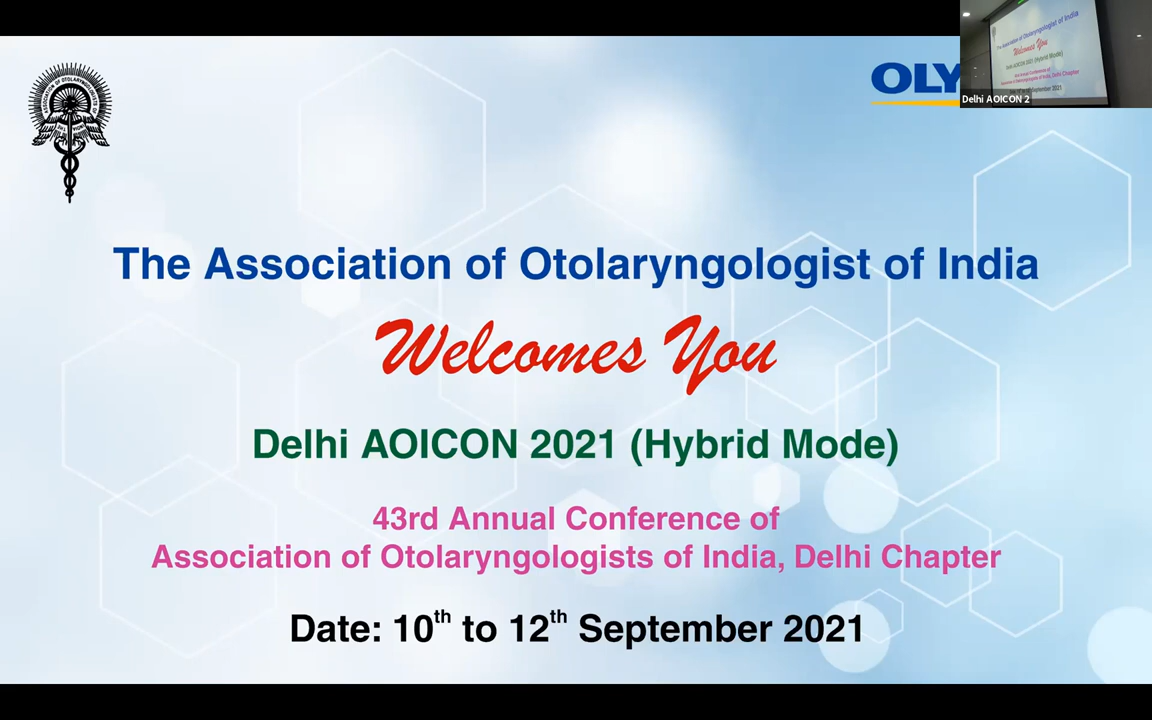 OLY
Delhi AOICON 2
The Association of Otolaryngologist of India
Welcomes You
Delhi AOICON 2021 (Hybrid Mode)
43rd Annual Conference of
Association of Otolaryngologists of India, Delhi Chapter
Date: 10th to 12th September 2021